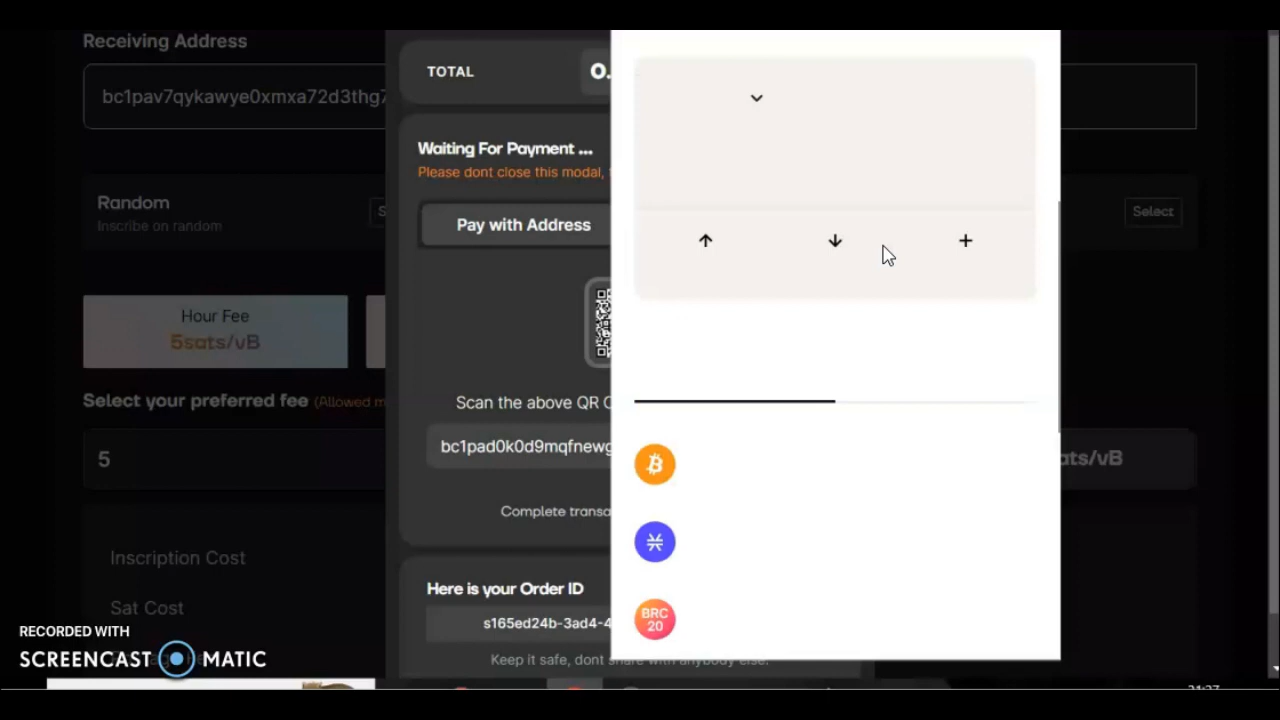 Receiving Address
bc1pav7qykawye0xmxa72d3thg7
Random
Inscribe on random
Select
Hour Fee
5sats/vB
Select your preferred fee (Allowed m
5
ats/vB
Inscription Cost
Sat Cost
TOTAL
0.
Waiting For Payment ...
Please dont close this modal,
Pay with Address
Scan the above QR C
bc1pad0k0d9mqfnewg
Complete transa
Here is your Order ID
s165ed24b-3ad4-4
Keep it safe, dont share with anybody else.
BRC
20
RECORDED WITH
SCREENCAST MATIC